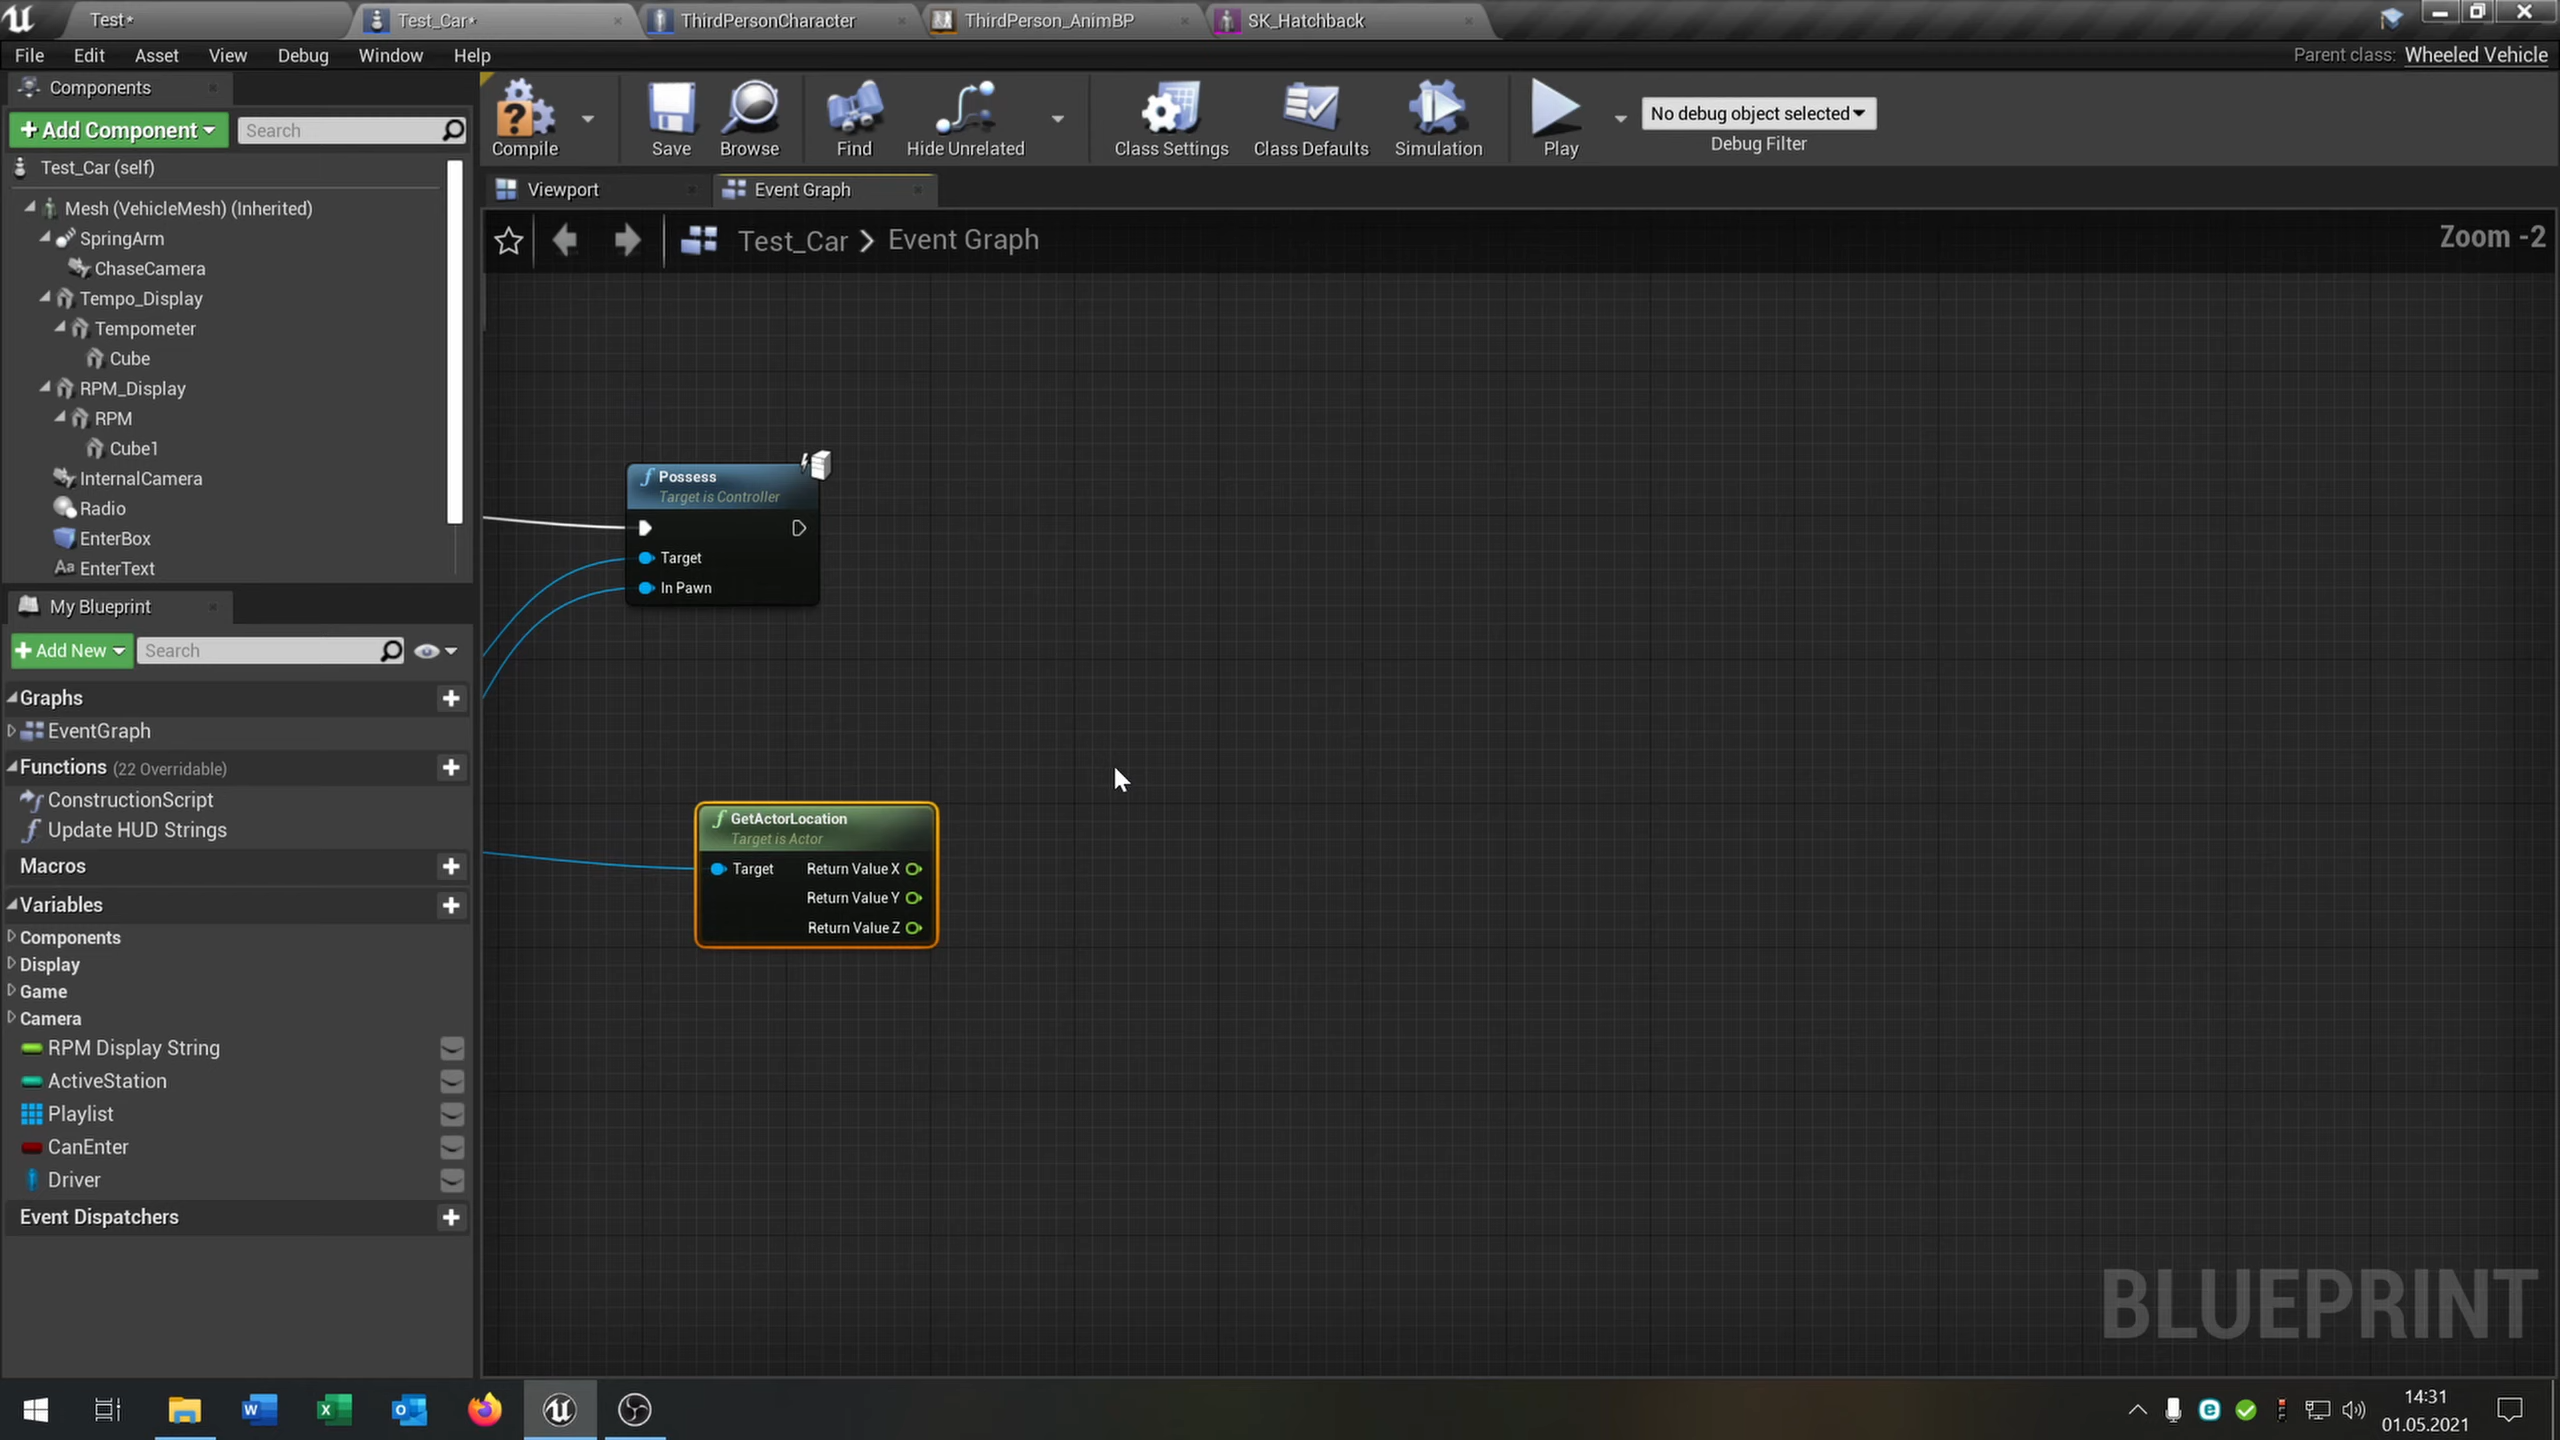 Test*
Test_Car*
ThirdPersonCharacter
ThirdPerson_AnimBP
SK_Hatchback
File Edit Asset View Debug Window Help
Parent class: Wheeled Vehicle
Components
+ Add Component
Search
Test_Car (self)
Mesh (VehicleMesh) (Inherited)
SpringArm
ChaseCamera
Tempo_Display
Tempometer
Cube
RPM_Display
RPM
Cube1
InternalCamera
Radio
EnterBox
Aa EnterText
My Blueprint
+ Add New
Search
Graphs
EventGraph
Functions (22 Overridable)
ConstructionScript
Update HUD Strings
Macros
Variables
Components
Display
Game
Camera
RPM Display String
ActiveStation
Playlist
CanEnter
Driver
Event Dispatchers
Compile
Save
Browse
Find
Hide Unrelated
Class Settings
Class Defaults
Simulation
Play
No debug object selected
Debug Filter
Viewport
Event Graph
Test_Car > Event Graph
Zoom -2
f Possess
Target is Controller
Target
In Pawn
f GetActorLocation
Target is Actor
Target Return Value X
Return Value Y
Return Value Z
BLUEPRINT
14:31
01.05.2021